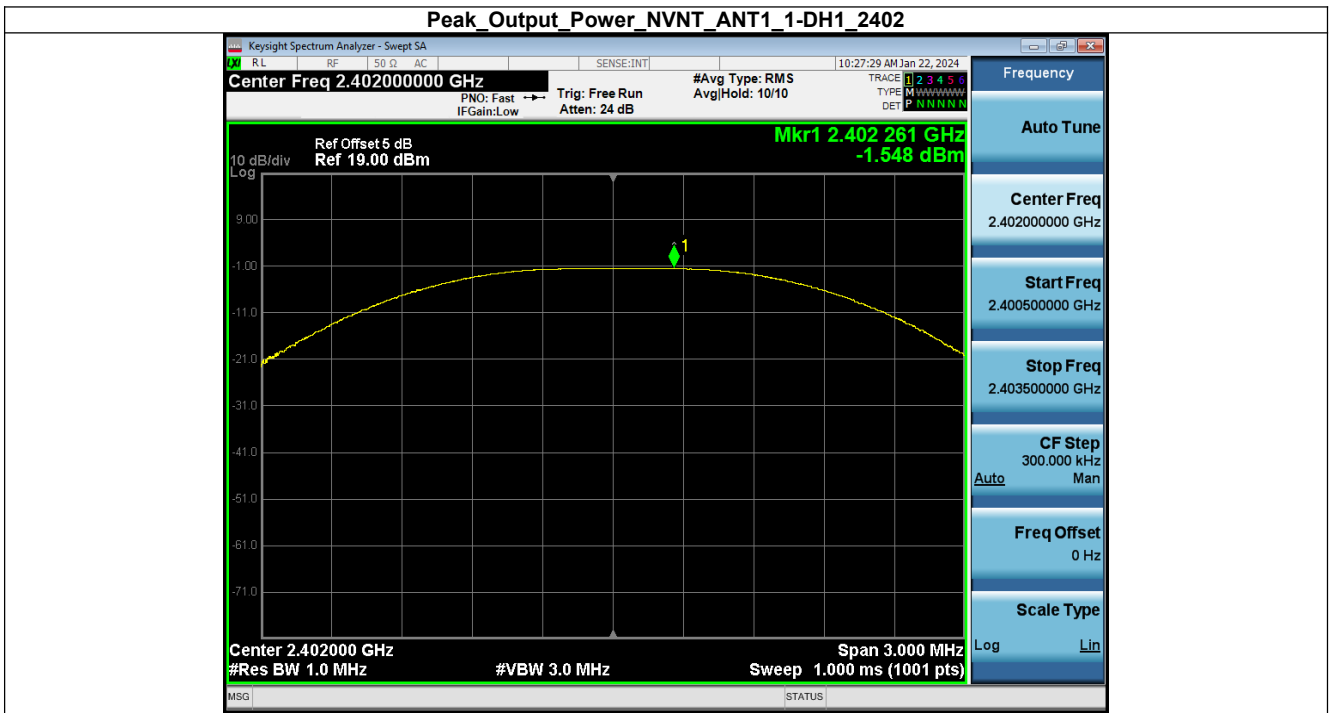 Peak_Output_Power_NVNT_ANT1_1-DH1_2402
Keysight Spectrum Analyzer - Swept SA
LXI RL RF 50 Ω AC SENSE:INT 10:27:29 AM Jan 22, 2024
Center Freq 2.402000000 GHz
PNO: Fast
IFGain:Low
Trig: Free Run
Atten: 24 dB
#Avg Type: RMS
Avg|Hold: 10/10
TRACE 1 2 3 4 5 6
TYPE M W W W W W
DET P N N N N N
Frequency
Auto Tune
Center Freq
2.402000000 GHz
Start Freq
2.400500000 GHz
Stop Freq
2.403500000 GHz
CF Step
300.000 kHz
Auto Man
Freq Offset
0 Hz
Scale Type
Log Lin
Mkr1 2.402 261 GHz
-1.548 dBm
Ref Offset 5 dB
10 dB/div Ref 19.00 dBm
Log
1
9.00
-1.00
-11.0
-21.0
-31.0
-41.0
-51.0
-61.0
-71.0
Center 2.402000 GHz Span 3.000 MHz
#Res BW 1.0 MHz #VBW 3.0 MHz Sweep 1.000 ms (1001 pts)
MSG STATUS